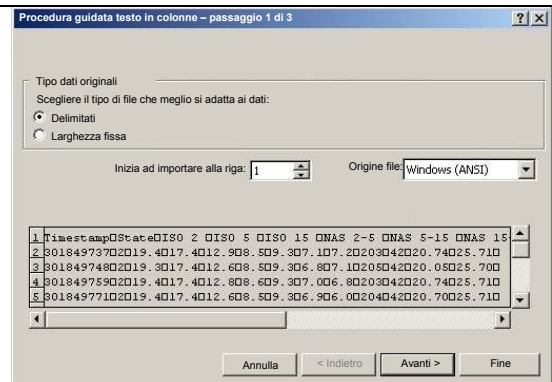 Procedura guidata testo in colonne – passaggio 1 di 3
Tipo dati originali
Scegliere il tipo di file che meglio si adatta ai dati:
Delimitati
Larghezza fissa
Inizia ad importare alla riga: 1 Origine file: Windows (ANSI)
1 Timestamp□State□ISO 2 □ISO 5 □ISO 15 □NAS 2-5 □NAS 5-15 □NAS 15
2 301849737□2□19.4□17.4□12.9□8.5□9.3□7.1□7.2□203□42□20.74□25.71□
3 301849748□2□19.3□17.4□12.6□8.5□9.3□6.8□7.1□205□42□20.05□25.70□
4 301849759□2□19.4□17.4□12.8□8.5□9.3□7.0□6.8□203□42□20.74□25.71□
5 301849771□2□19.4□17.4□12.6□8.5□9.3□6.9□6.0□204□42□20.70□25.71□
Annulla < Indietro Avanti > Fine